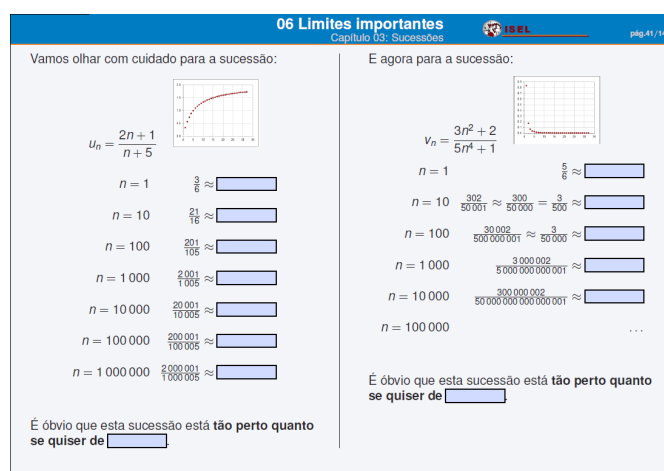 06 Limites importantes
Capítulo 03: Sucessões
ISEL
pág.41/14
Vamos olhar com cuidado para a sucessão:
u_n = (2n + 1)/(n + 5)
n = 1 3/6 ≈
n = 10 21/16 ≈
n = 100 201/105 ≈
n = 1 000 2 001/1 005 ≈
n = 10 000 20 001/10 005 ≈
n = 100 000 200 001/100 005 ≈
n = 1 000 000 2 000 001/1 000 005 ≈
É óbvio que esta sucessão está tão perto quanto
se quiser de .
E agora para a sucessão:
v_n = (3n² + 2)/(5n⁴ + 1)
n = 1 5/6 ≈
n = 10 302/50 001 ≈ 300/50 000 = 3/500 ≈
n = 100 30 002/500 000 001 ≈ 3/50 000 ≈
n = 1 000 3 000 002/5 000 000 000 001 ≈
n = 10 000 300 000 002/50 000 000 000 000 001 ≈
n = 100 000 ...
É óbvio que esta sucessão está tão perto quanto
se quiser de .